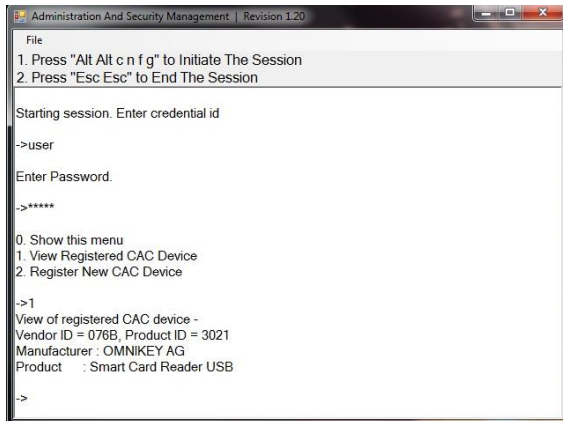 Administration And Security Management | Revision 1.20
File
1. Press "Alt Alt c n f g" to Initiate The Session
2. Press "Esc Esc" to End The Session
Starting session. Enter credential id
->user
Enter Password.
->*****
0. Show this menu
1. View Registered CAC Device
2. Register New CAC Device
->1
View of registered CAC device -
Vendor ID = 076B, Product ID = 3021
Manufacturer : OMNIKEY AG
Product : Smart Card Reader USB
->